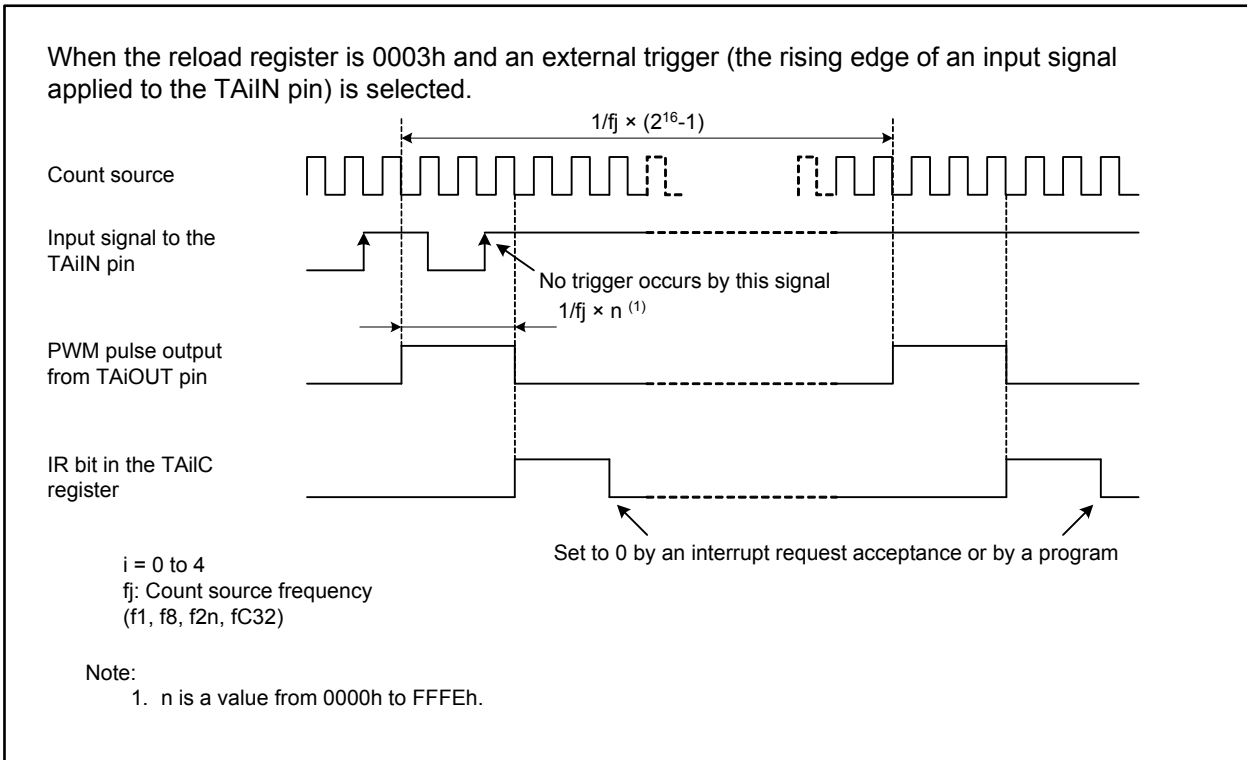 When the reload register is 0003h and an external trigger (the rising edge of an input signal
applied to the TAiIN pin) is selected.
1/fj × (2¹⁶-1)
Count source
Input signal to the
TAiIN pin
No trigger occurs by this signal
1/fj × n ⁽¹⁾
PWM pulse output
from TAiOUT pin
IR bit in the TAiIC
register
Set to 0 by an interrupt request acceptance or by a program
i = 0 to 4
fj: Count source frequency
(f1, f8, f2n, fC32)
Note:
1. n is a value from 0000h to FFFEh.